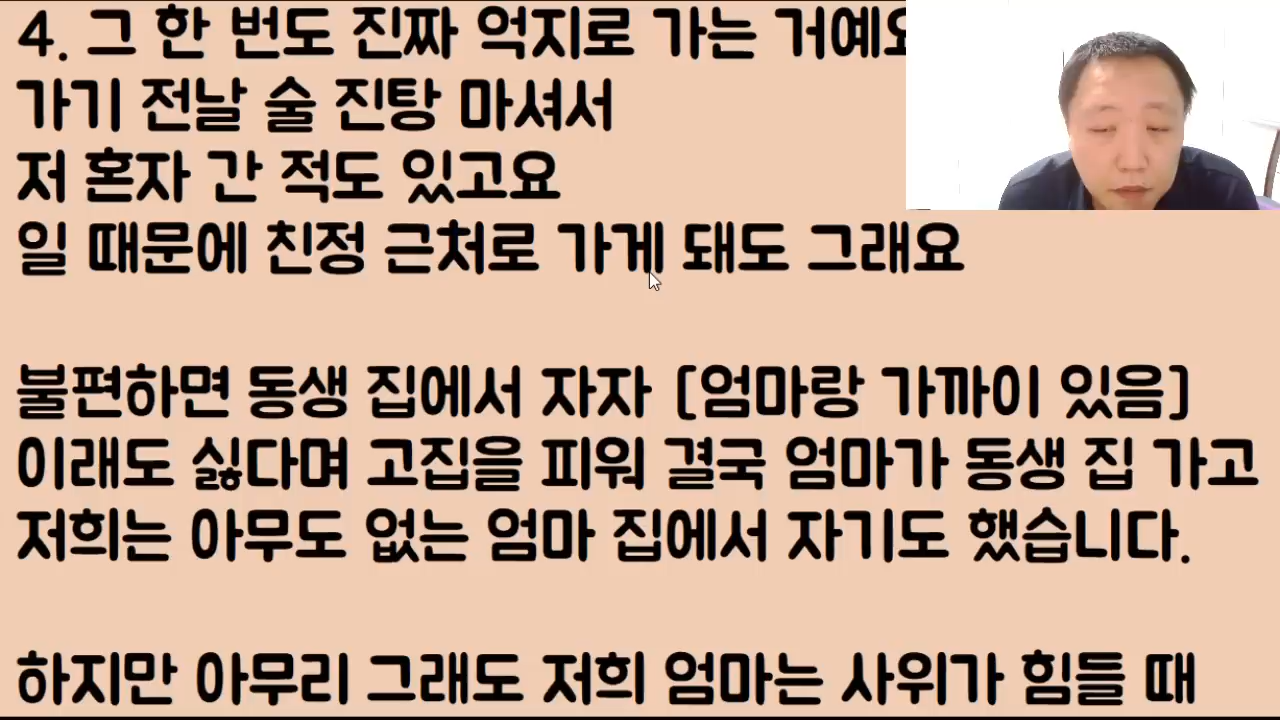 4. 그 한 번도 진짜 억지로 가는 거예요
가기 전날 술 진탕 마셔서
저 혼자 간 적도 있고요
일 때문에 친정 근처로 가게 돼도 그래요
불편하면 동생 집에서 자자 [엄마랑 가까이 있음]
이래도 싫다며 고집을 피워 결국 엄마가 동생 집 가고
저희는 아무도 없는 엄마 집에서 자기도 했습니다.
하지만 아무리 그래도 저희 엄마는 사위가 힘들 때